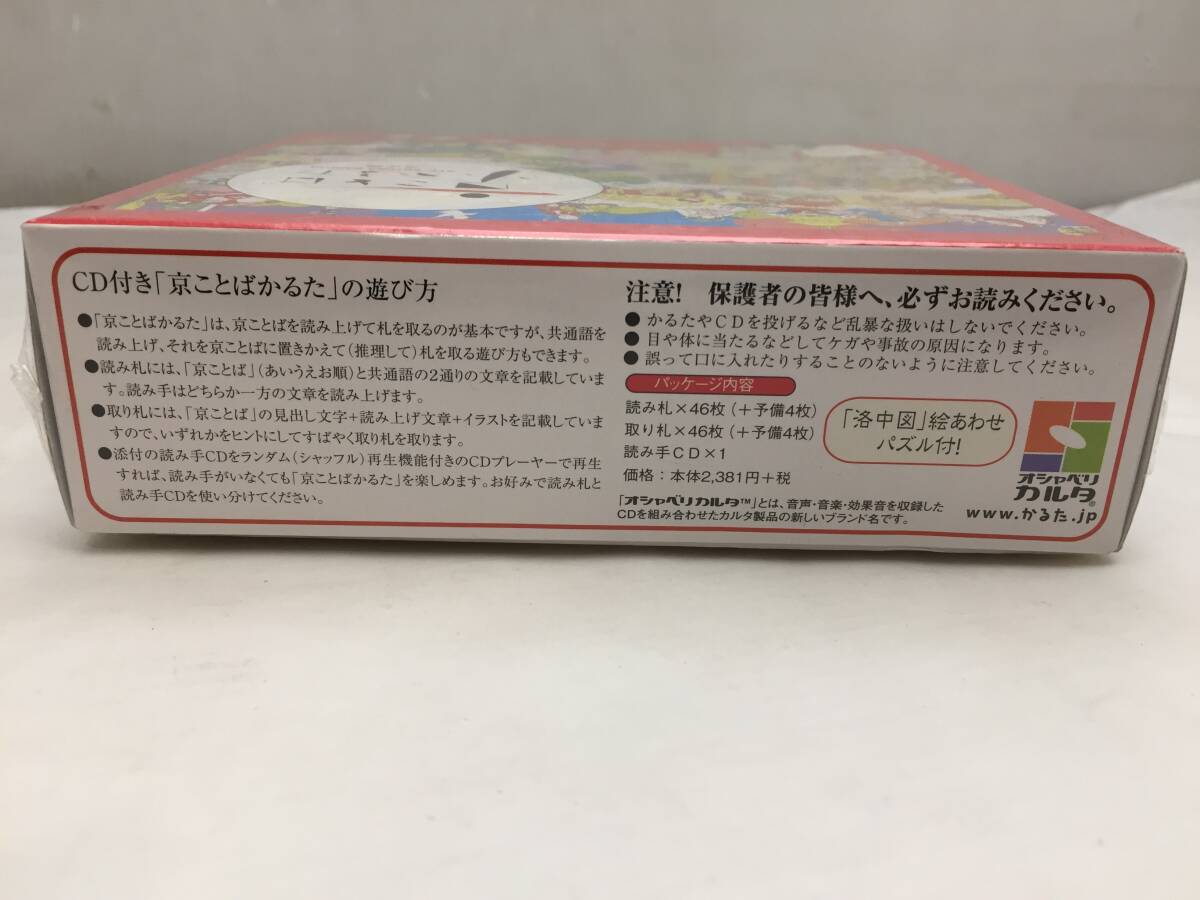 CD付き「京ことばかるた」の遊び方
●「京ことばかるた」は、京ことばを読み上げて札を取るのが基本ですが、共通語を
読み上げ、それを京ことばに置きかえて(推理して)札を取る遊び方もできます。
●読み札には、「京ことば」(あいうえお順)と共通語の2通りの文章を記載していま
す。読み手はどちらか一方の文章を読み上げます。
●取り札には、「京ことば」の見出し文字+読み上げ文章+イラストを記載していま
すので、いずれかをヒントにしてすばやく取り札を取ります。
●添付の読み手CDをランダム(シャッフル)再生機能付きのCDプレーヤーで再生
すれば、読み手がいなくても「京ことばかるた」を楽しめます。お好みで読み札と
読み手CDを使い分けてください。
注意! 保護者の皆様へ、必ずお読みください。
●かるたやCDを投げるなど乱暴な扱いはしないでください。
●目や体に当たるなどしてケガや事故の原因になります。
●誤って口に入れたりすることのないように注意してください。
パッケージ内容
読み札×46枚(+予備4枚)
取り札×46枚(+予備4枚)
読み手CD×1
価格:本体2,381円+税
「オシャベリカルタ™」とは、音声・音楽・効果音を収録した
CDを組み合わせたカルタ製品の新しいブランド名です。
「洛中図」絵あわせ
パズル付!
オシャベリ
カルタ®
www.かるた.jp